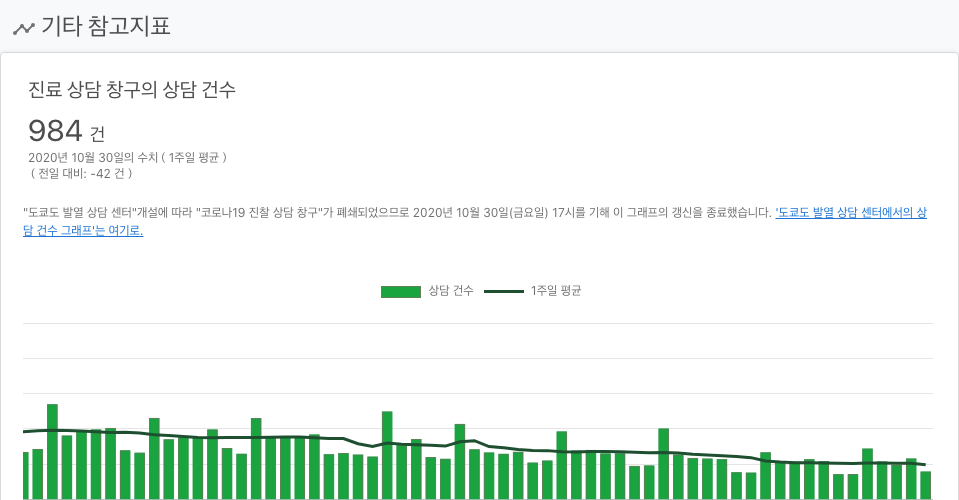 기타 참고지표
진료 상담 창구의 상담 건수
984 건
2020년 10월 30일의 수치 ( 1주일 평균 )
( 전일 대비: -42 건 )
"도쿄도 발열 상담 센터"개설에 따라 "코로나19 진찰 상담 창구"가 폐쇄되었으므로 2020년 10월 30일(금요일) 17시를 기해 이 그래프의 갱신을 종료했습니다. '도쿄도 발열 상담 센터에서의 상
담 건수 그래프'는 여기로.
상담 건수 1주일 평균